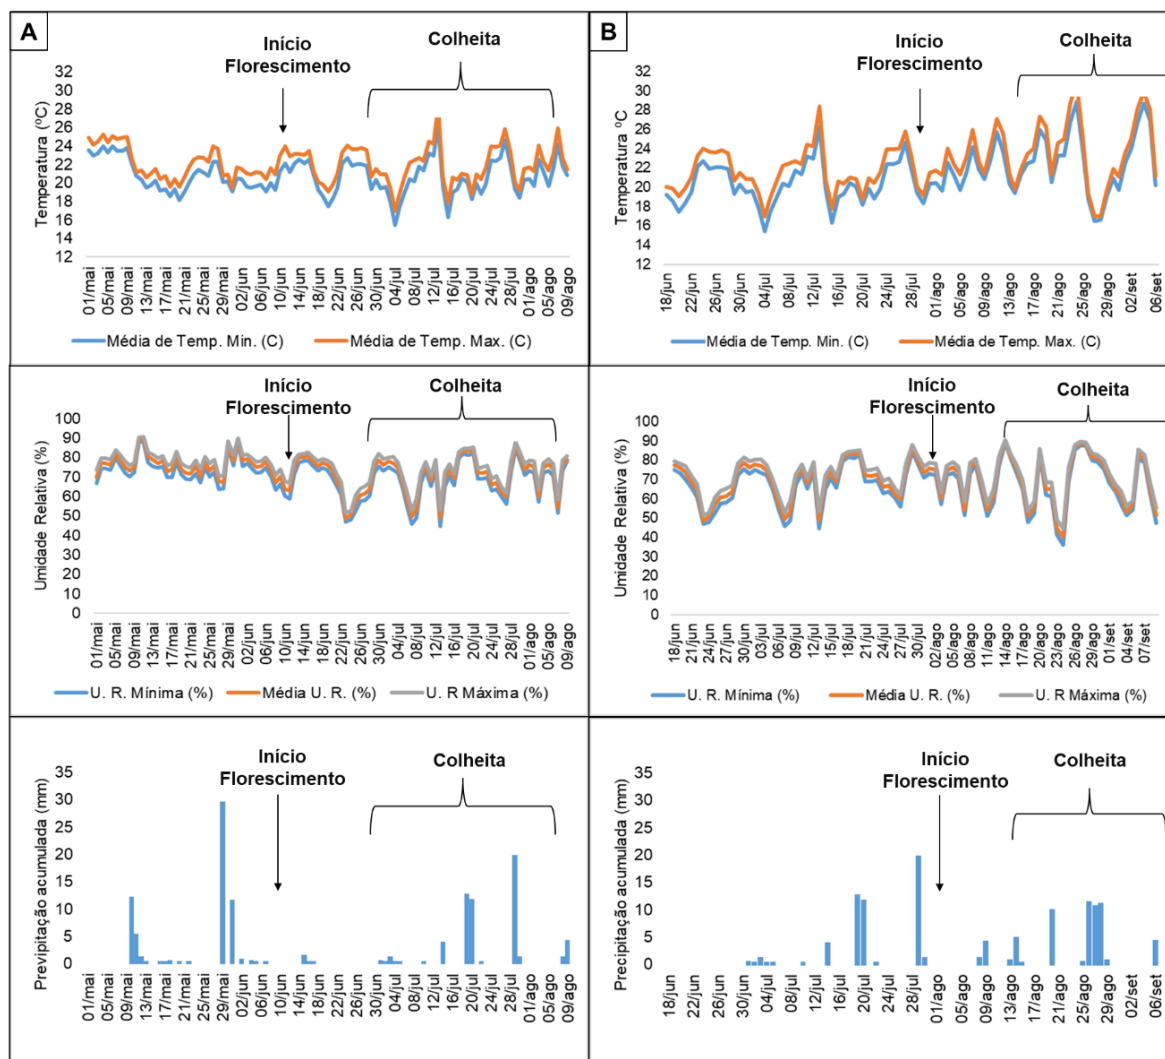 A
Início
Florescimento
Colheita
Temperatura (ºC)
32
30
28
26
24
22
20
18
16
14
12
01/mai 05/mai 09/mai 13/mai 17/mai 21/mai 25/mai 29/mai 02/jun 06/jun 10/jun 14/jun 18/jun 22/jun 26/jun 30/jun 04/jul 08/jul 12/jul 16/jul 20/jul 24/jul 28/jul 01/ago 05/ago 09/ago
Média de Temp. Min. (C) Média de Temp. Max. (C)
B
Início
Florescimento
Colheita
Temperatura ºC
32
30
28
26
24
22
20
18
16
14
12
18/jun 22/jun 26/jun 30/jun 04/jul 08/jul 12/jul 16/jul 20/jul 24/jul 28/jul 01/ago 05/ago 09/ago 13/ago 17/ago 21/ago 25/ago 29/ago 02/set 06/set
Média de Temp. Min. (C) Média de Temp. Max. (C)
Início
Florescimento
Colheita
Umidade Relativa (%)
100
90
80
70
60
50
40
30
20
10
0
01/mai 05/mai 09/mai 13/mai 17/mai 21/mai 25/mai 29/mai 02/jun 06/jun 10/jun 14/jun 18/jun 22/jun 26/jun 30/jun 04/jul 08/jul 12/jul 16/jul 20/jul 24/jul 28/jul 01/ago 05/ago 09/ago
U. R. Mínima (%) Média U. R. (%) U. R Máxima (%)
Início
Florescimento
Colheita
Umidade Relativa (%)
100
90
80
70
60
50
40
30
20
10
0
18/jun 21/jun 24/jun 27/jun 30/jun 03/jul 06/jul 09/jul 12/jul 15/jul 18/jul 21/jul 24/jul 27/jul 30/jul 02/ago 05/ago 08/ago 11/ago 14/ago 17/ago 20/ago 23/ago 26/ago 29/ago 01/set 04/set 07/set
U. R. Mínima (%) Média U. R. (%) U. R Máxima (%)
Início
Florescimento
Colheita
Previpitação acumulada (mm)
35
30
25
20
15
10
5
0
01/mai 05/mai 09/mai 13/mai 17/mai 21/mai 25/mai 29/mai 02/jun 06/jun 10/jun 14/jun 18/jun 22/jun 26/jun 30/jun 04/jul 08/jul 12/jul 16/jul 20/jul 24/jul 28/jul 01/ago 05/ago 09/ago
Início
Florescimento
Colheita
Precipitação acumulada (mm)
35
30
25
20
15
10
5
0
18/jun 22/jun 26/jun 30/jun 04/jul 08/jul 12/jul 16/jul 20/jul 24/jul 28/jul 01/ago 05/ago 09/ago 13/ago 17/ago 21/ago 25/ago 29/ago 02/set 06/set